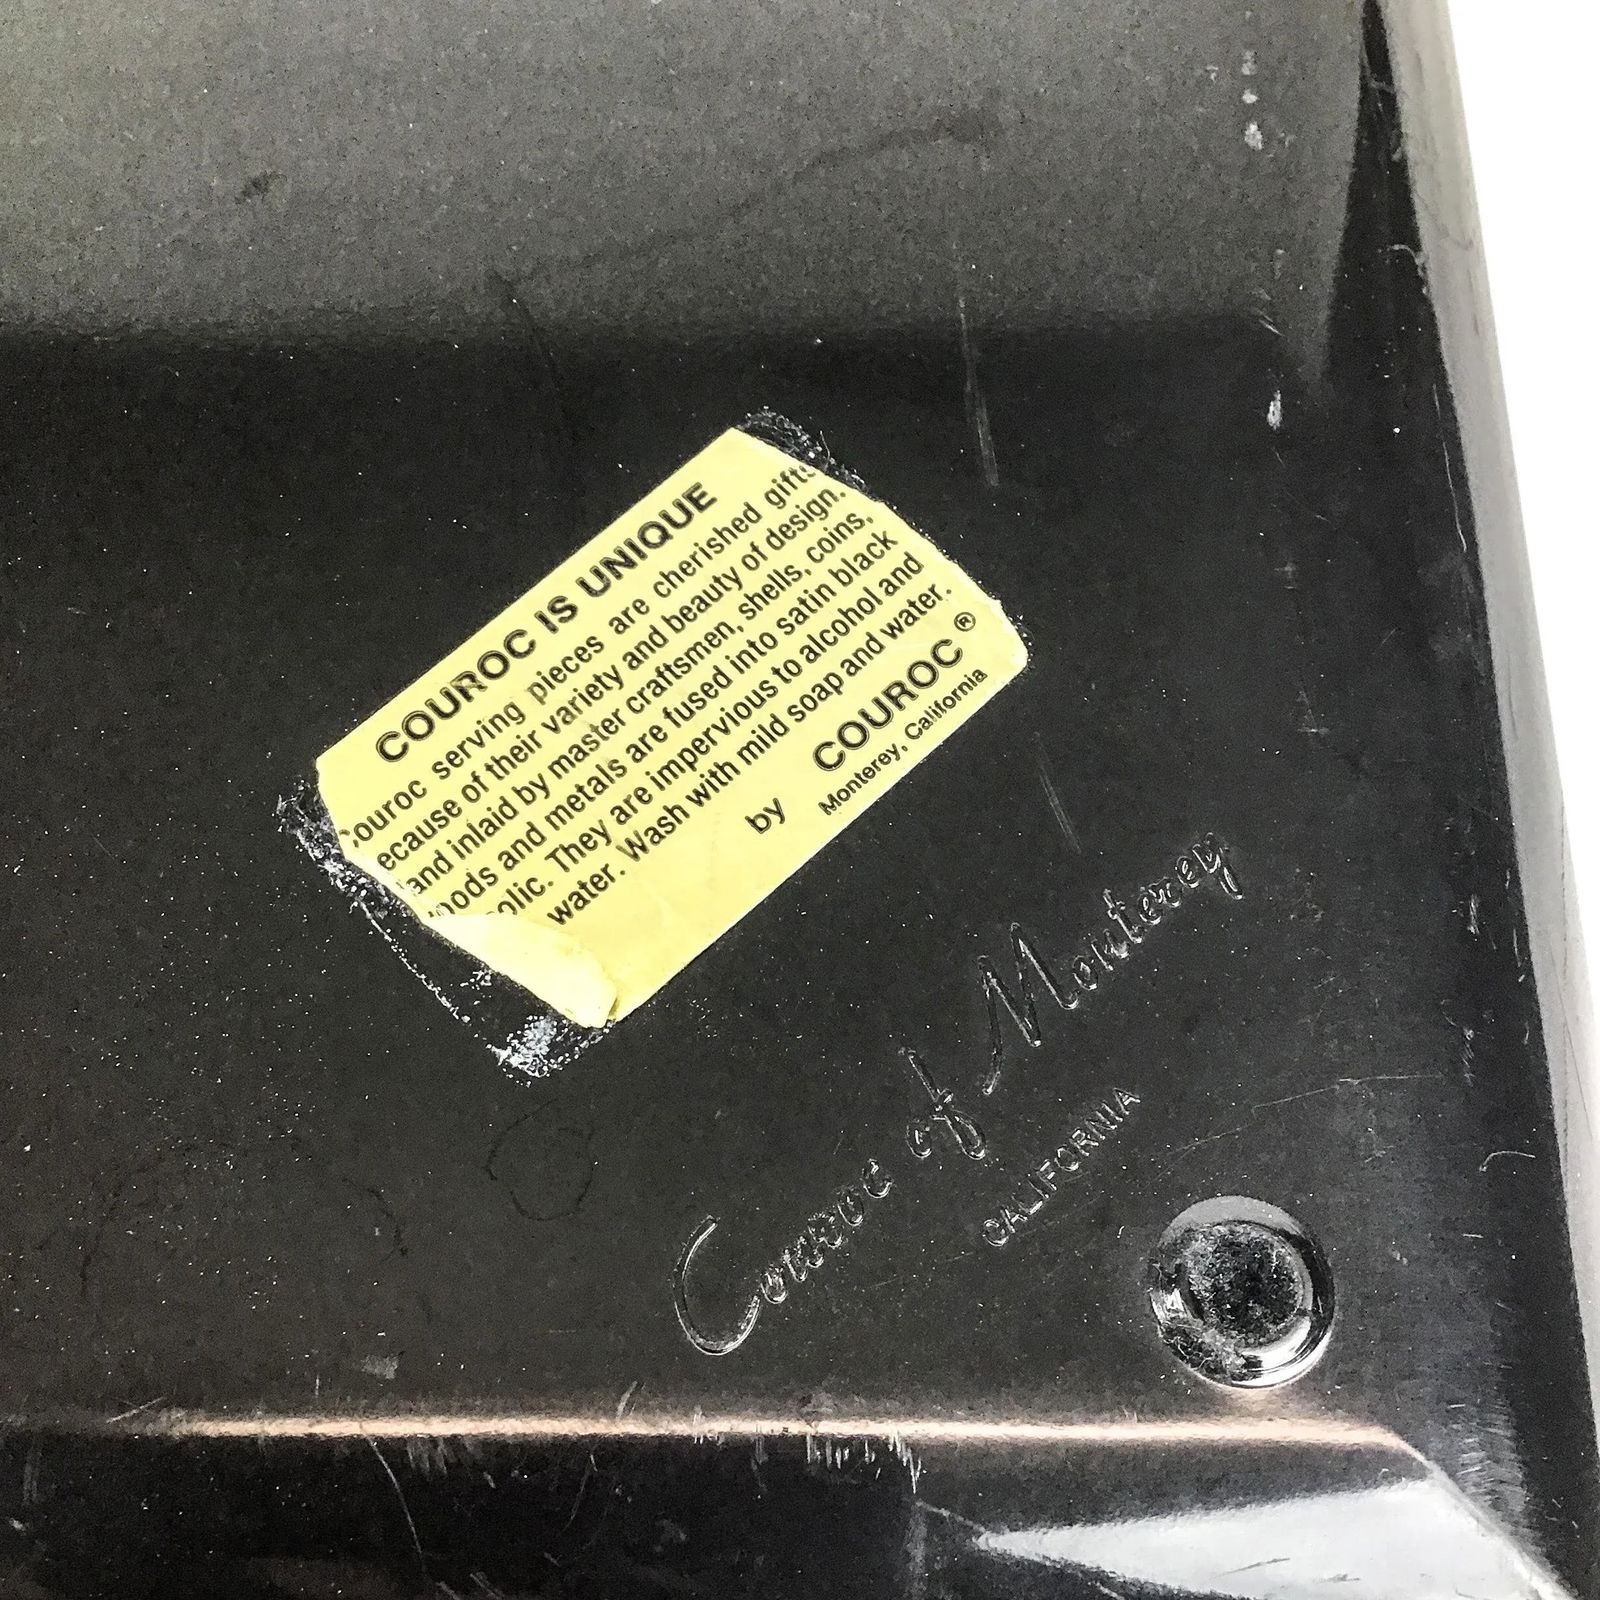 COUROC IS UNIQUE
ouroc serving pieces are cherished gifts
ecause of their variety and beauty of design.
and inlaid by master craftsmen, shells, coins,
oods and metals are fused into satin black
olic. They are impervious to alcohol and
water. Wash with mild soap and water.
by COUROC ®
Monterey, California
Couroc of Monterey
CALIFORNIA